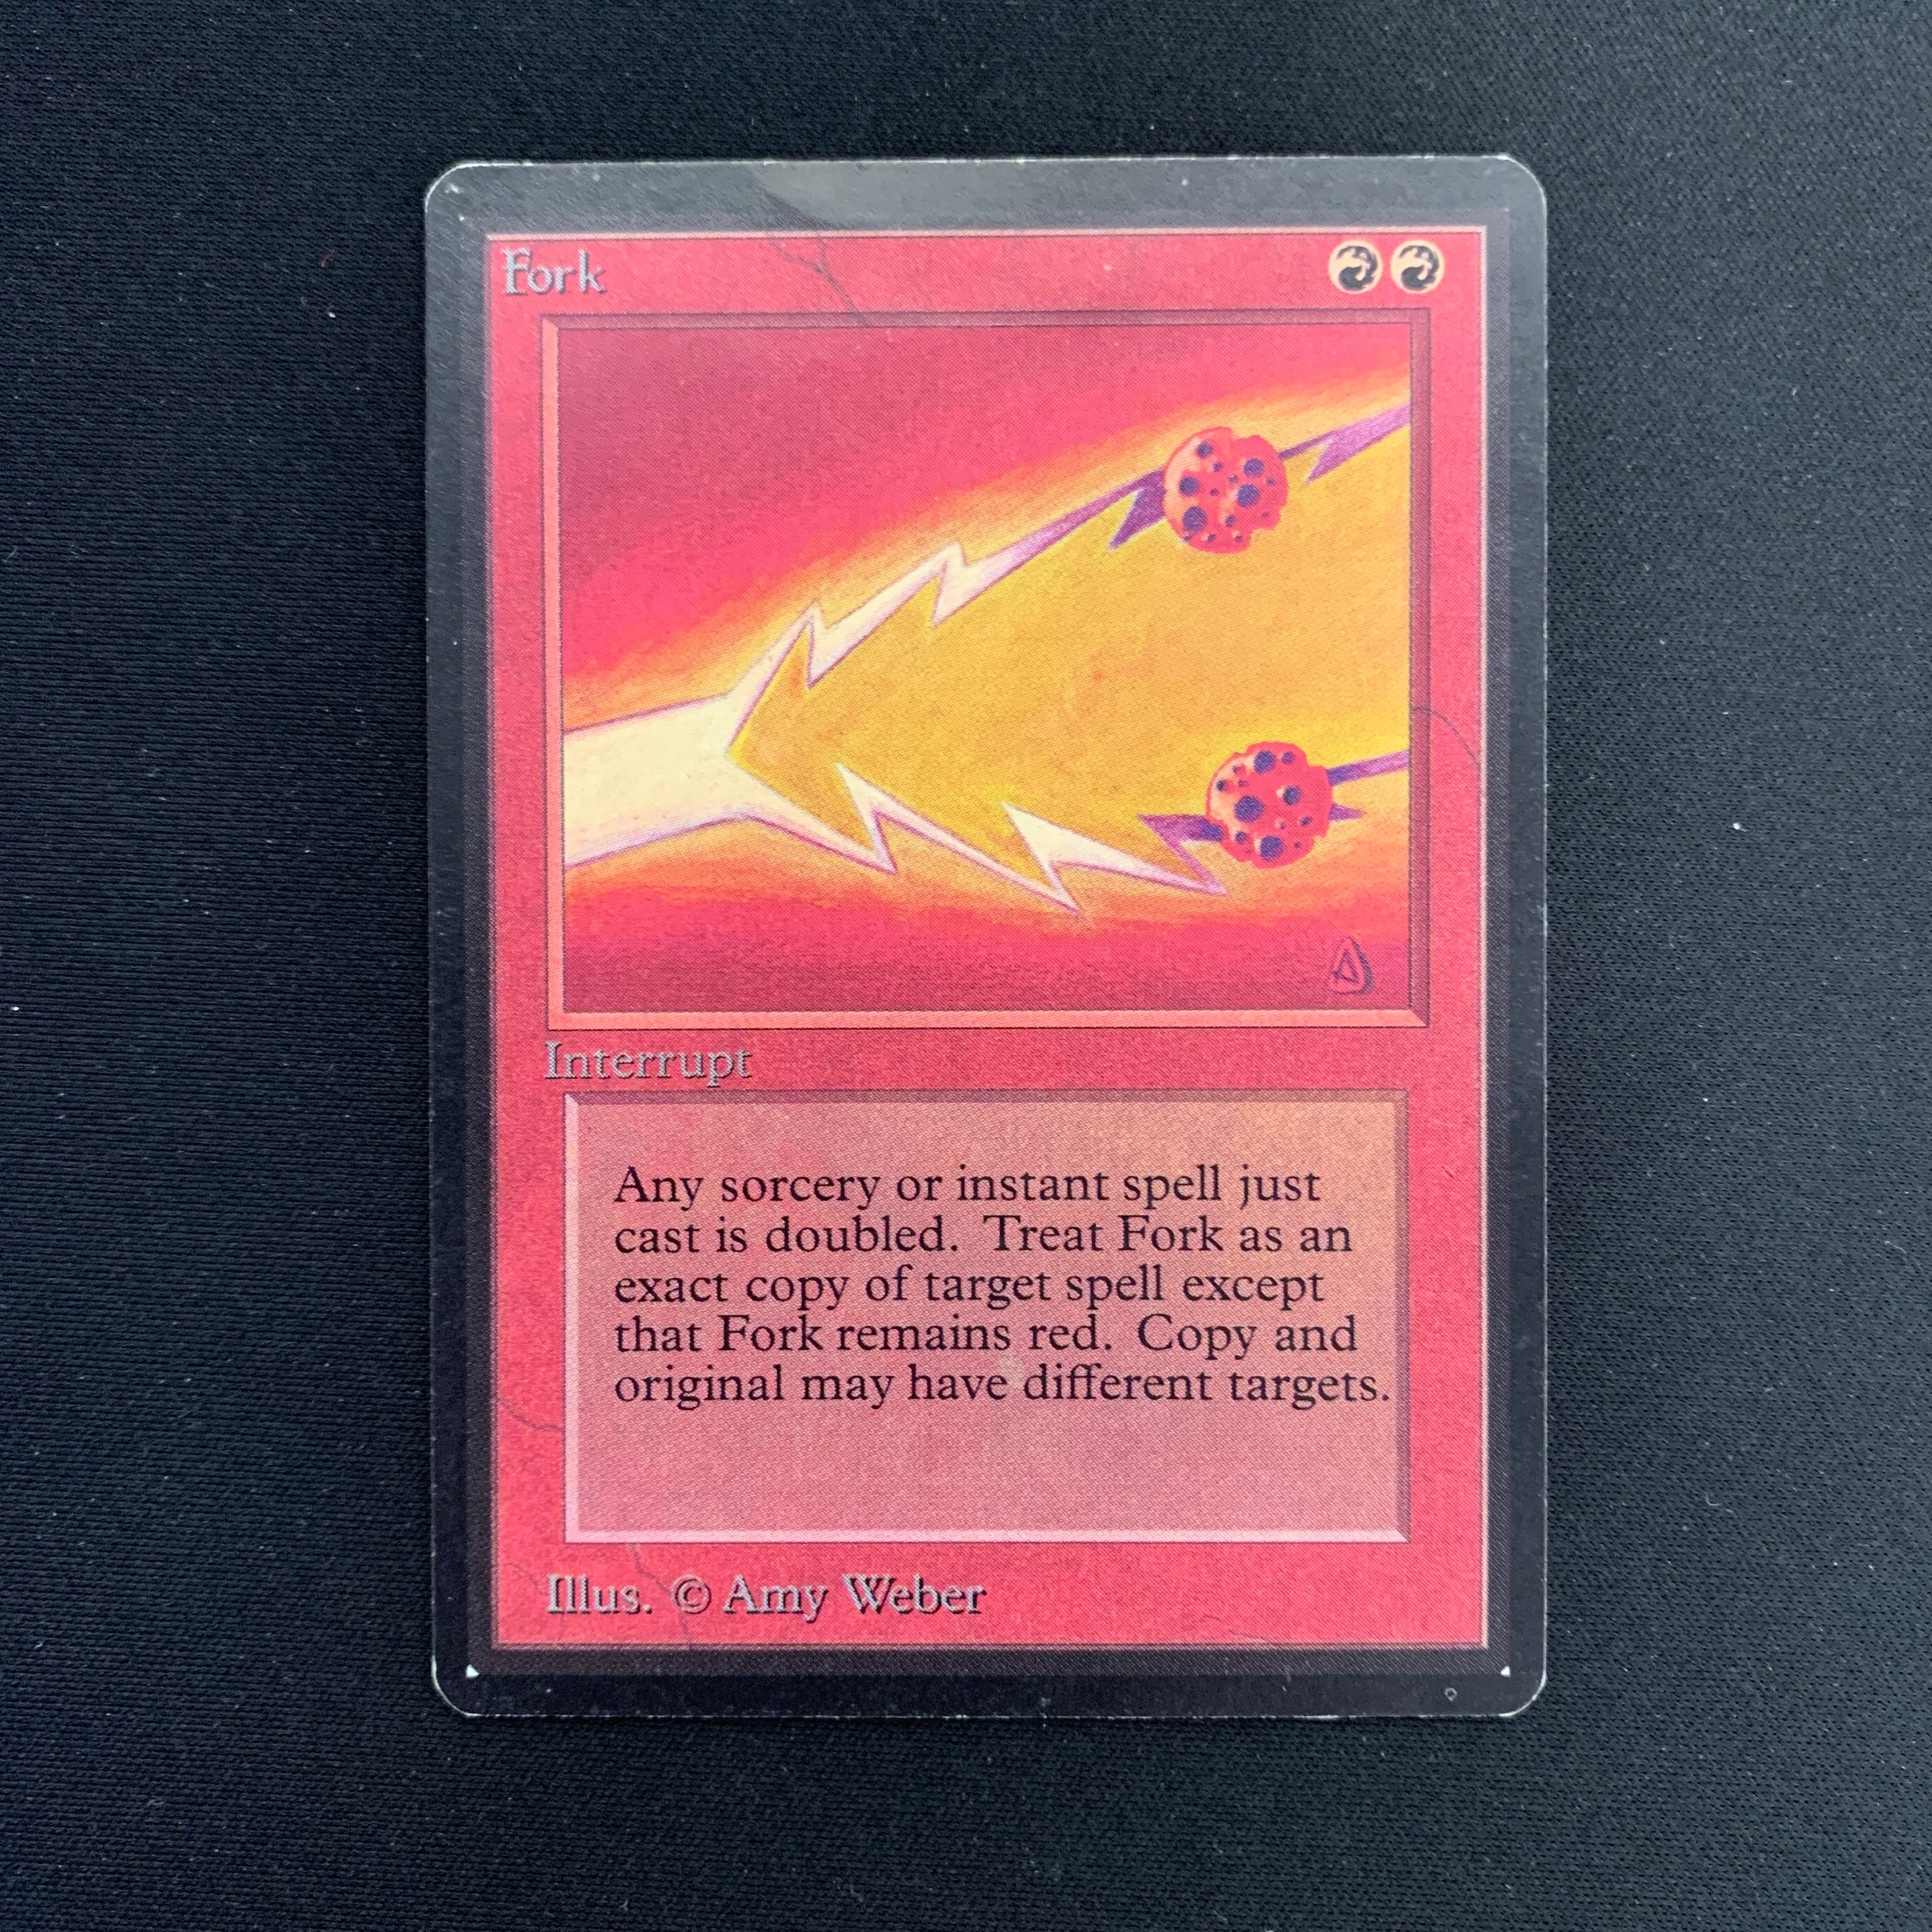 Fork
Interrupt
Any sorcery or instant spell just
cast is doubled. Treat Fork as an
exact copy of target spell except
that Fork remains red. Copy and
original may have different targets.
Illus. © Amy Weber